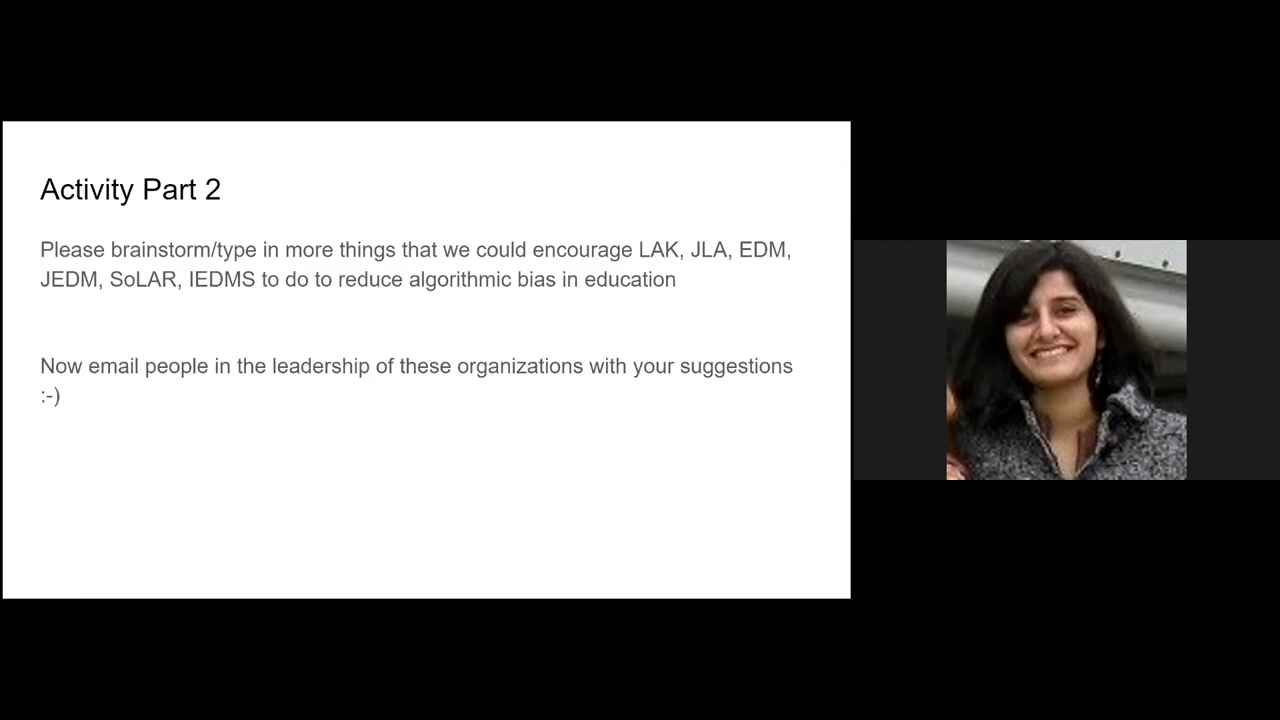 Activity Part 2
Please brainstorm/type in more things that we could encourage LAK, JLA, EDM,
JEDM, SoLAR, IEDMS to do to reduce algorithmic bias in education
Now email people in the leadership of these organizations with your suggestions
:-)